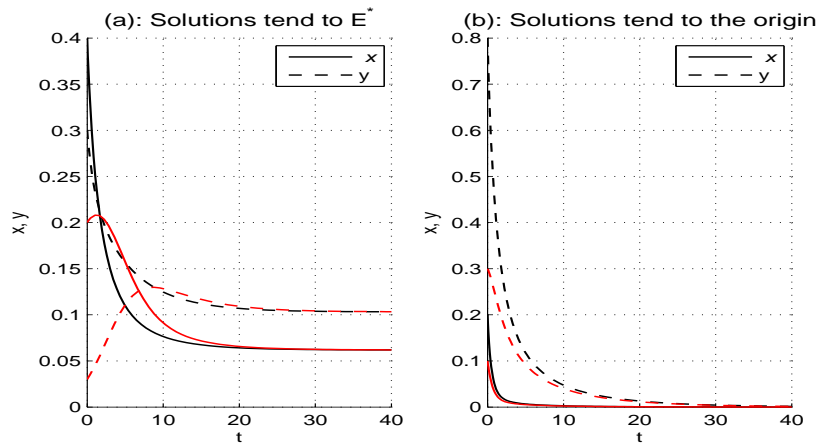 (a): Solutions tend to E*
0.4
0.35
0.3
0.25
0.2
0.15
0.1
0.05
0
0
10
20
30
40
x, y
t
x
y
(b): Solutions tend to the origin
0.8
0.7
0.6
0.5
0.4
0.3
0.2
0.1
0
0
10
20
30
40
x, y
t
x
y